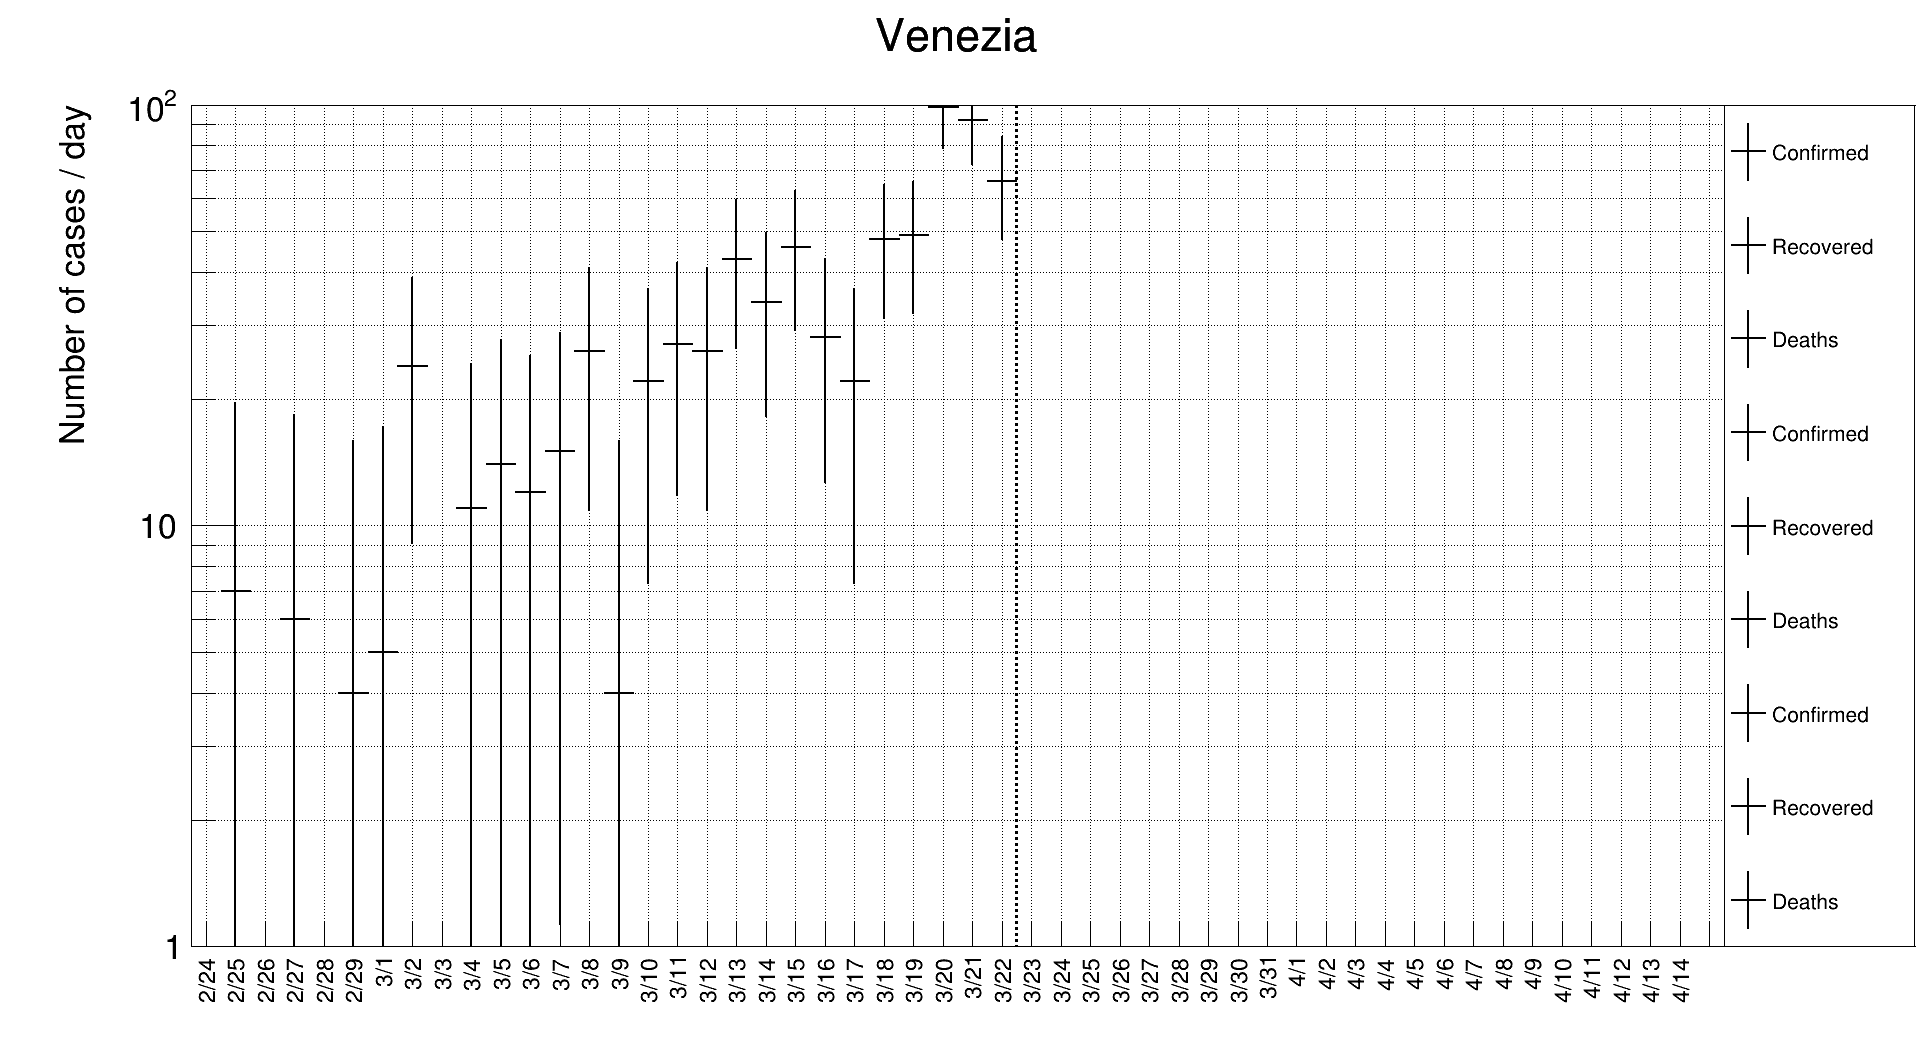 Venezia
Number of cases / day
10²
10
1
2/24 2/25 2/26 2/27 2/28 2/29 3/1 3/2 3/3 3/4 3/5 3/6 3/7 3/8 3/9 3/10 3/11 3/12 3/13 3/14 3/15 3/16 3/17 3/18 3/19 3/20 3/21 3/22 3/23 3/24 3/25 3/26 3/27 3/28 3/29 3/30 3/31 4/1 4/2 4/3 4/4 4/5 4/6 4/7 4/8 4/9 4/10 4/11 4/12 4/13 4/14
Confirmed
Recovered
Deaths
Confirmed
Recovered
Deaths
Confirmed
Recovered
Deaths